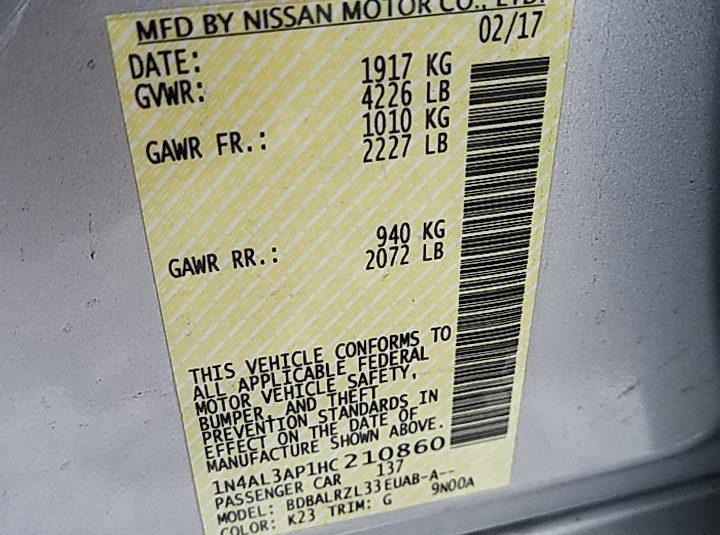 MFD BY NISSAN MOTOR CO., LTD.
DATE: 02/17
GVWR: 1917 KG
4226 LB
GAWR FR.: 1010 KG
2227 LB
GAWR RR.: 940 KG
2072 LB
THIS VEHICLE CONFORMS TO
ALL APPLICABLE FEDERAL
MOTOR VEHICLE SAFETY,
BUMPER, AND THEFT
PREVENTION STANDARDS IN
EFFECT ON THE DATE OF
MANUFACTURE SHOWN ABOVE.
1N4AL3AP1HC210860
PASSENGER CAR 137
MODEL: BDBALRZL33EUAB-A--
COLOR: K23 TRIM: G 9N00A